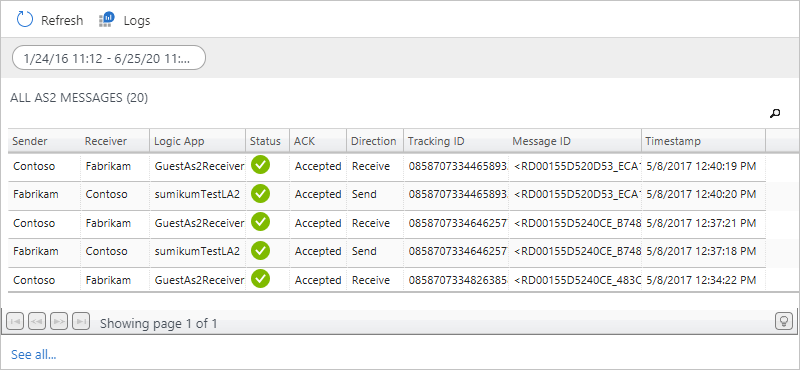 Refresh Logs
1/24/16 11:12 - 6/25/20 11:...
ALL AS2 MESSAGES (20)
Sender Receiver Logic App Status ACK Direction Tracking ID Message ID Timestamp
Contoso Fabrikam GuestAs2Receiver Accepted Receive 0858707334465893 <RD00155D520D53_ECA1 5/8/2017 12:40:19 PM
Fabrikam Contoso sumikumTestLA2 Accepted Send 0858707334465893 <RD00155D520D53_ECA1 5/8/2017 12:40:20 PM
Contoso Fabrikam GuestAs2Receiver Accepted Receive 0858707334646257 <RD00155D5240CE_B748 5/8/2017 12:37:21 PM
Fabrikam Contoso sumikumTestLA2 Accepted Send 0858707334646257 <RD00155D5240CE_B748 5/8/2017 12:37:18 PM
Contoso Fabrikam GuestAs2Receiver Accepted Receive 0858707334826385 <RD00155D5240CE_483C 5/8/2017 12:34:22 PM
Showing page 1 of 1
See all...